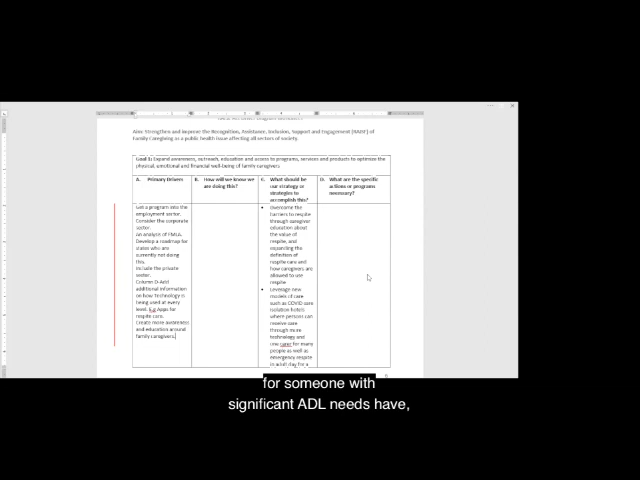 Aim: Strengthen and Improve the Recognition, Assistance, Inclusion, Support and Engagement (RAISE) of
Family Caregiving as a public health issue affecting all sectors of society
Goal 1: Expand awareness, outreach, education and access to programs, services and products to optimize the
physical, emotional and financial well-being of family caregivers
A. Primary Drivers
B. How will we know we
are doing this?
C. What should be
our strategy or
strategies to
accomplish this?
D. What are the specific
actions or programs
necessary?
Get a program into the
employment sector.
Consider the corporate
sector.
an analysis of FMLA.
Develop a roadmap for
states who are
currently not doing
this.
Include the private
sector.
Column D-Add
additional information
on how Technology is
being used at every
level. E.g Apps for
respite care.
Create more awareness
and education around
family caregivers.
• Overcome the
barriers to respite
through caregiver
education about
the value of
respite, and
expanding the
definition of
respite care and
how caregivers are
allowed to use
respite
• Leverage new
models of care
such as COVID care
isolation hotels
where persons can
receive care
through more
technology and
one carer for many
people as well as
emergency respite
in adult day for a
for someone with
significant ADL needs have,